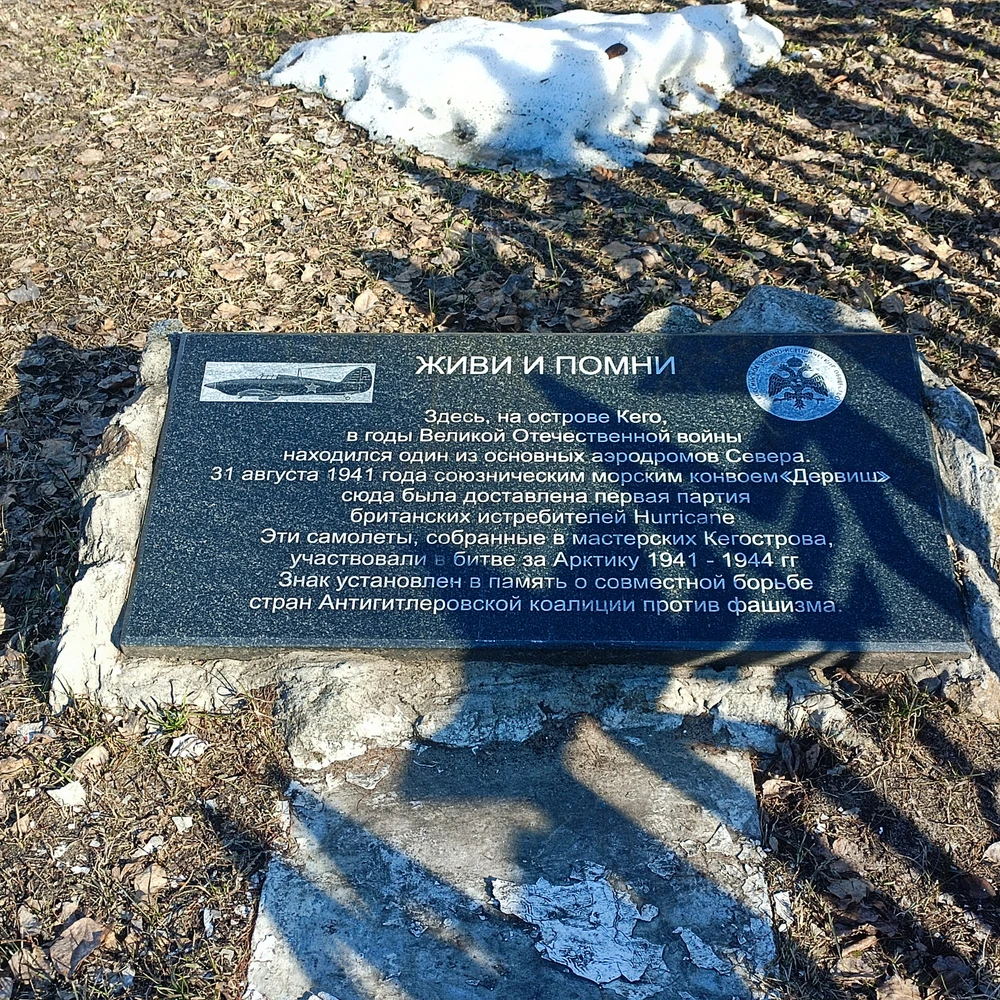 ЖИВИ И ПОМНИ
Здесь, на острове Кего,
в годы Великой Отечественной войны
находился один из основных аэродромов Севера.
31 августа 1941 года союзническим морским конвоем «Дервиш»
сюда была доставлена первая партия
британских истребителей Hurricane
Эти самолеты, собранные в мастерских Кегострова,
участвовали в битве за Арктику 1941 - 1944 гг
Знак установлен в память о совместной борьбе
стран Антигитлеровской коалиции против фашизма.